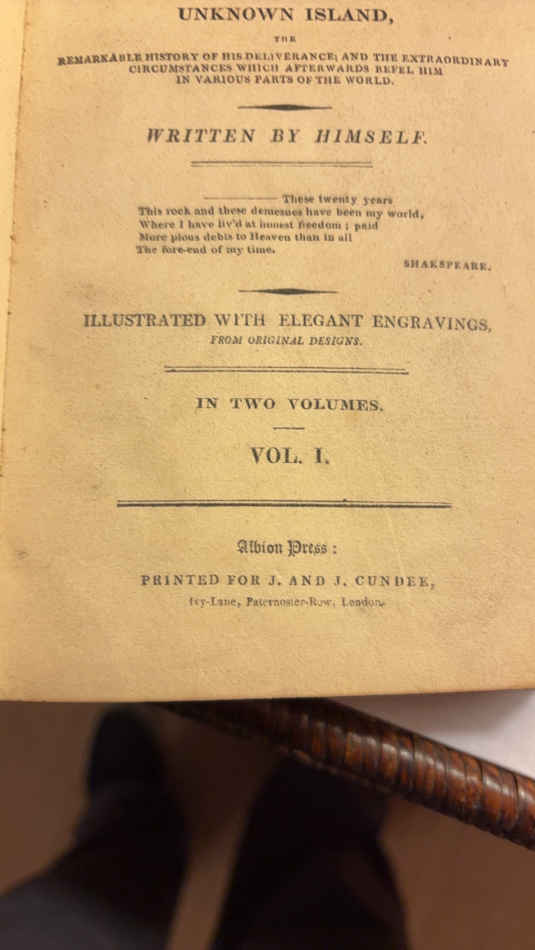 UNKNOWN ISLAND,
THE
REMARKABLE HISTORY OF HIS DELIVERANCE; AND THE EXTRAORDINARY
CIRCUMSTANCES WHICH AFTERWARDS BEFEL HIM
IN VARIOUS PARTS OF THE WORLD.
WRITTEN BY HIMSELF.
These twenty years
This rock and these demesnes have been my world,
Where I have liv'd at honest freedom; paid
More pious debts to Heaven than in all
The fore-end of my time.
SHAKSPEARE.
ILLUSTRATED WITH ELEGANT ENGRAVINGS,
FROM ORIGINAL DESIGNS.
IN TWO VOLUMES.
VOL. I.
Albion Press:
PRINTED FOR J. AND J. CUNDEE,
Ivy-Lane, Paternoster-Row, London.